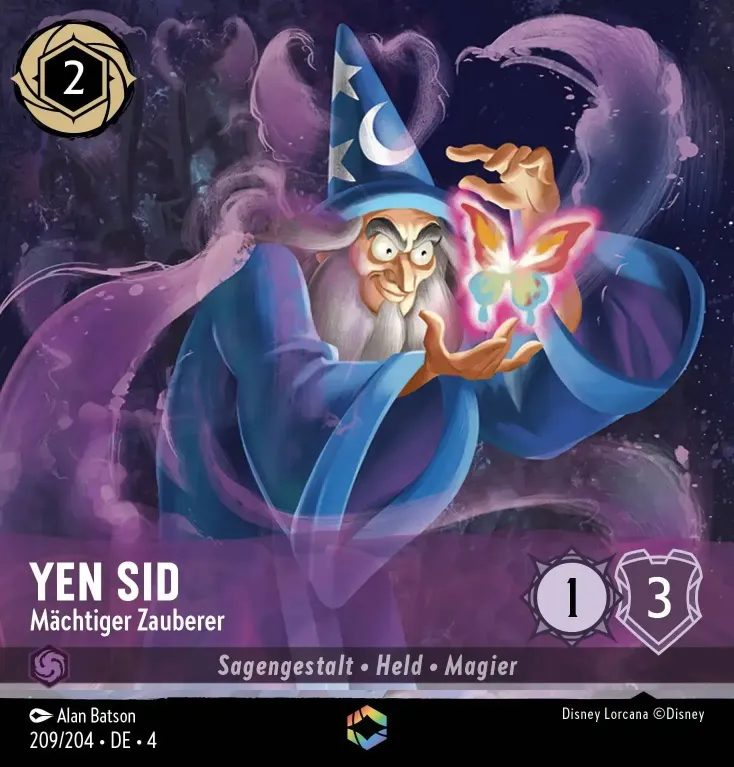 2
YEN SID
Mächtiger Zauberer
1 3
Sagengestalt • Held • Magier
Alan Batson
Disney Lorcana ©Disney
209/204 • DE • 4